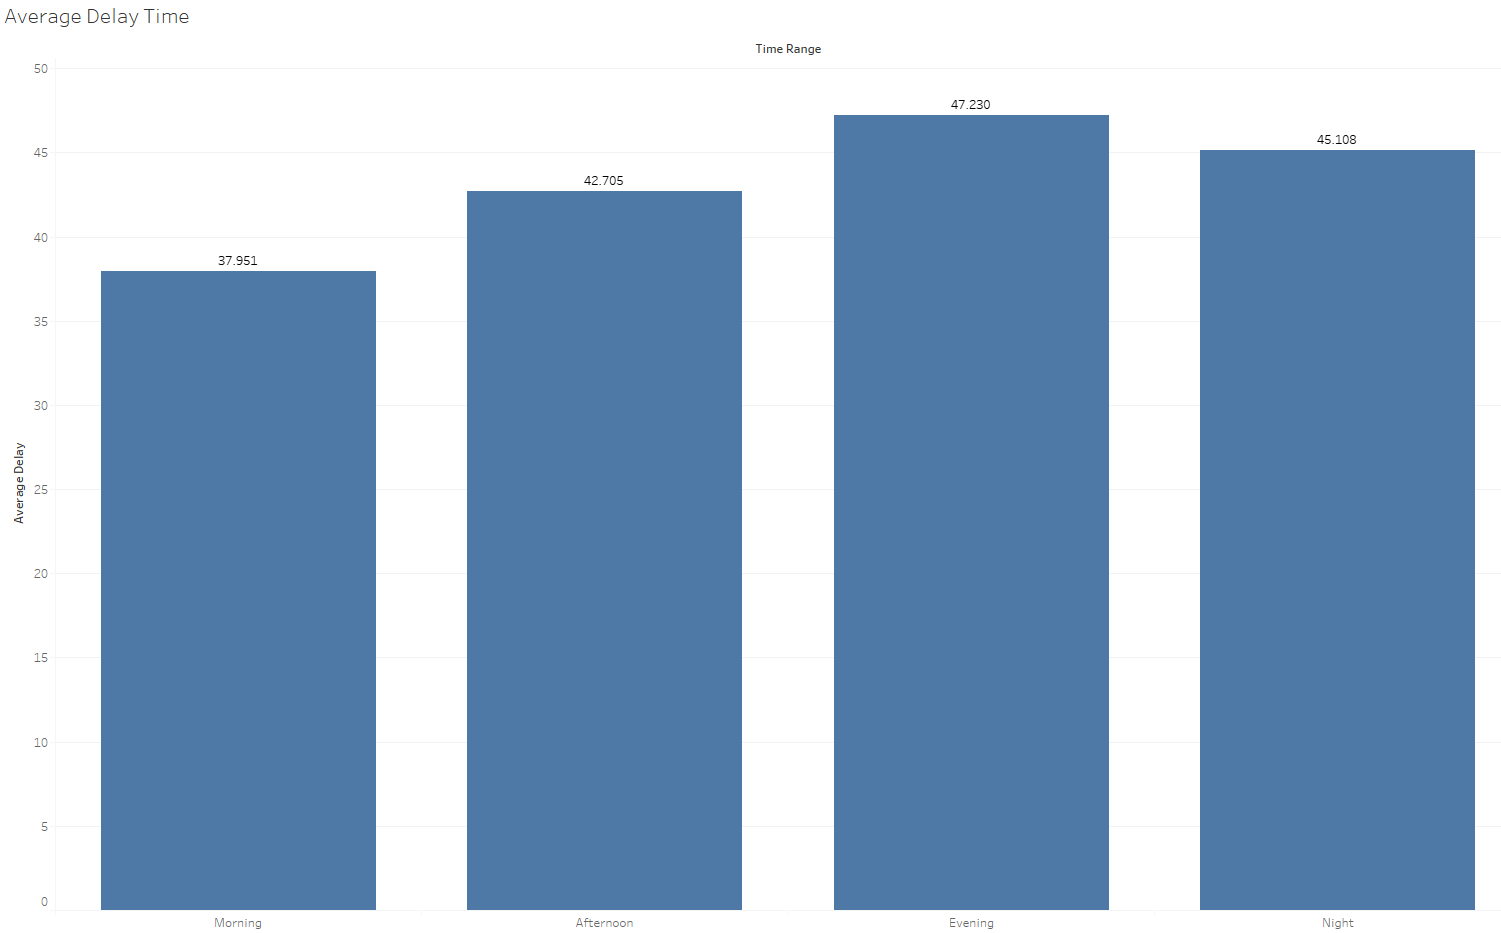 Average Delay Time
Time Range
50
47.230
45.108
45
42.705
40
37.951
35
30
Average Delay
25
20
15
10
5
0
Morning
Afternoon
Evening
Night